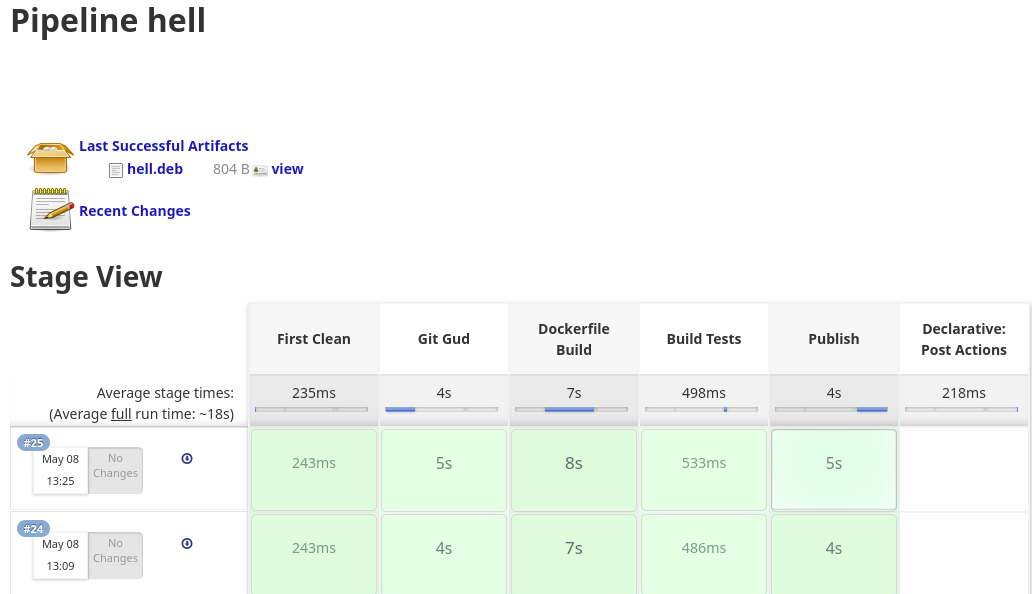 Pipeline hell
Last Successful Artifacts
hell.deb 804 B view
Recent Changes
Stage View
First Clean Git Gud Dockerfile Build Build Tests Publish Declarative: Post Actions
Average stage times: 235ms 4s 7s 498ms 4s 218ms
(Average full run time: ~18s)
#25
May 08 13:25 No Changes 243ms 5s 8s 533ms 5s
#24
May 08 13:09 No Changes 243ms 4s 7s 486ms 4s